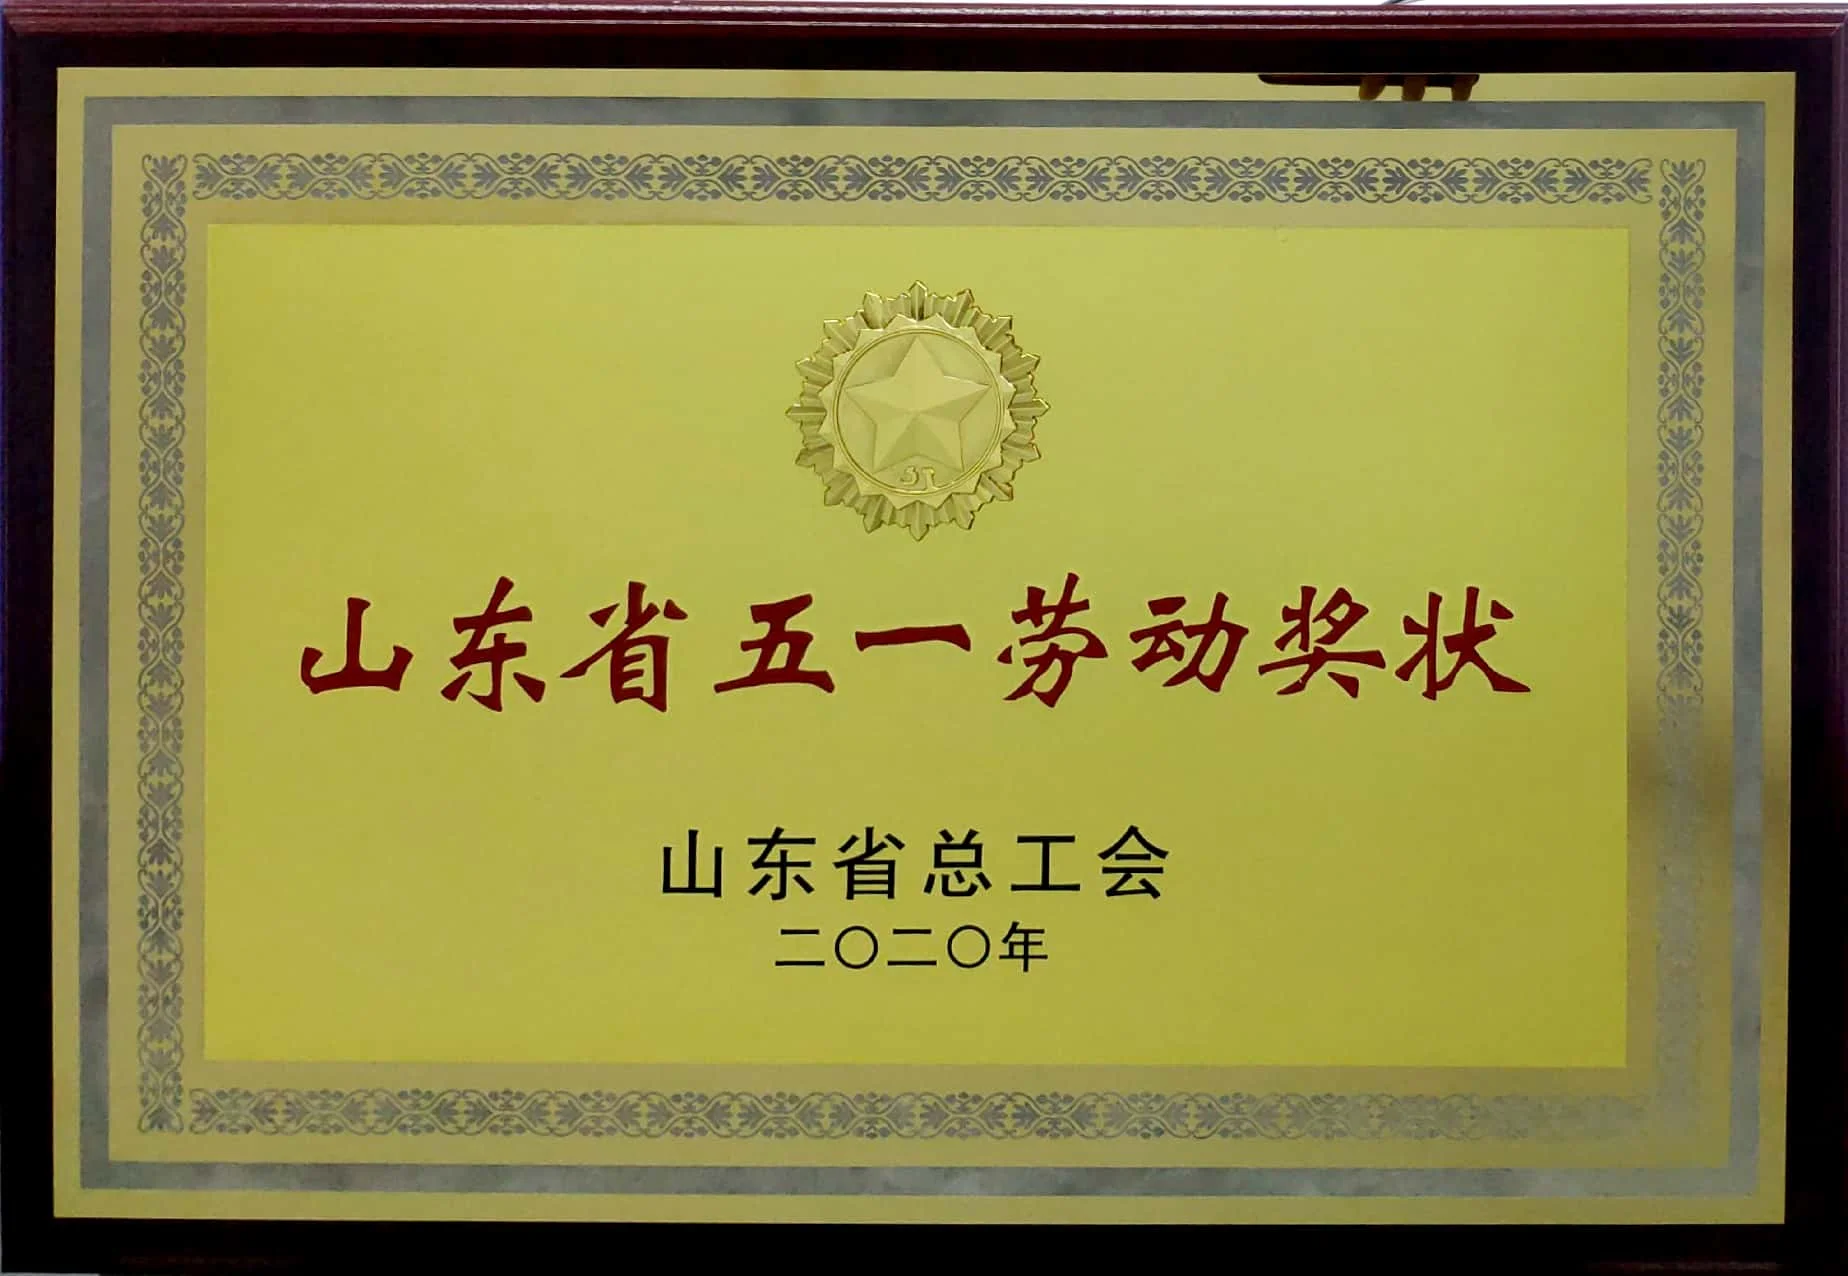 山东省五一劳动奖状
山东省总工会
二〇二〇年